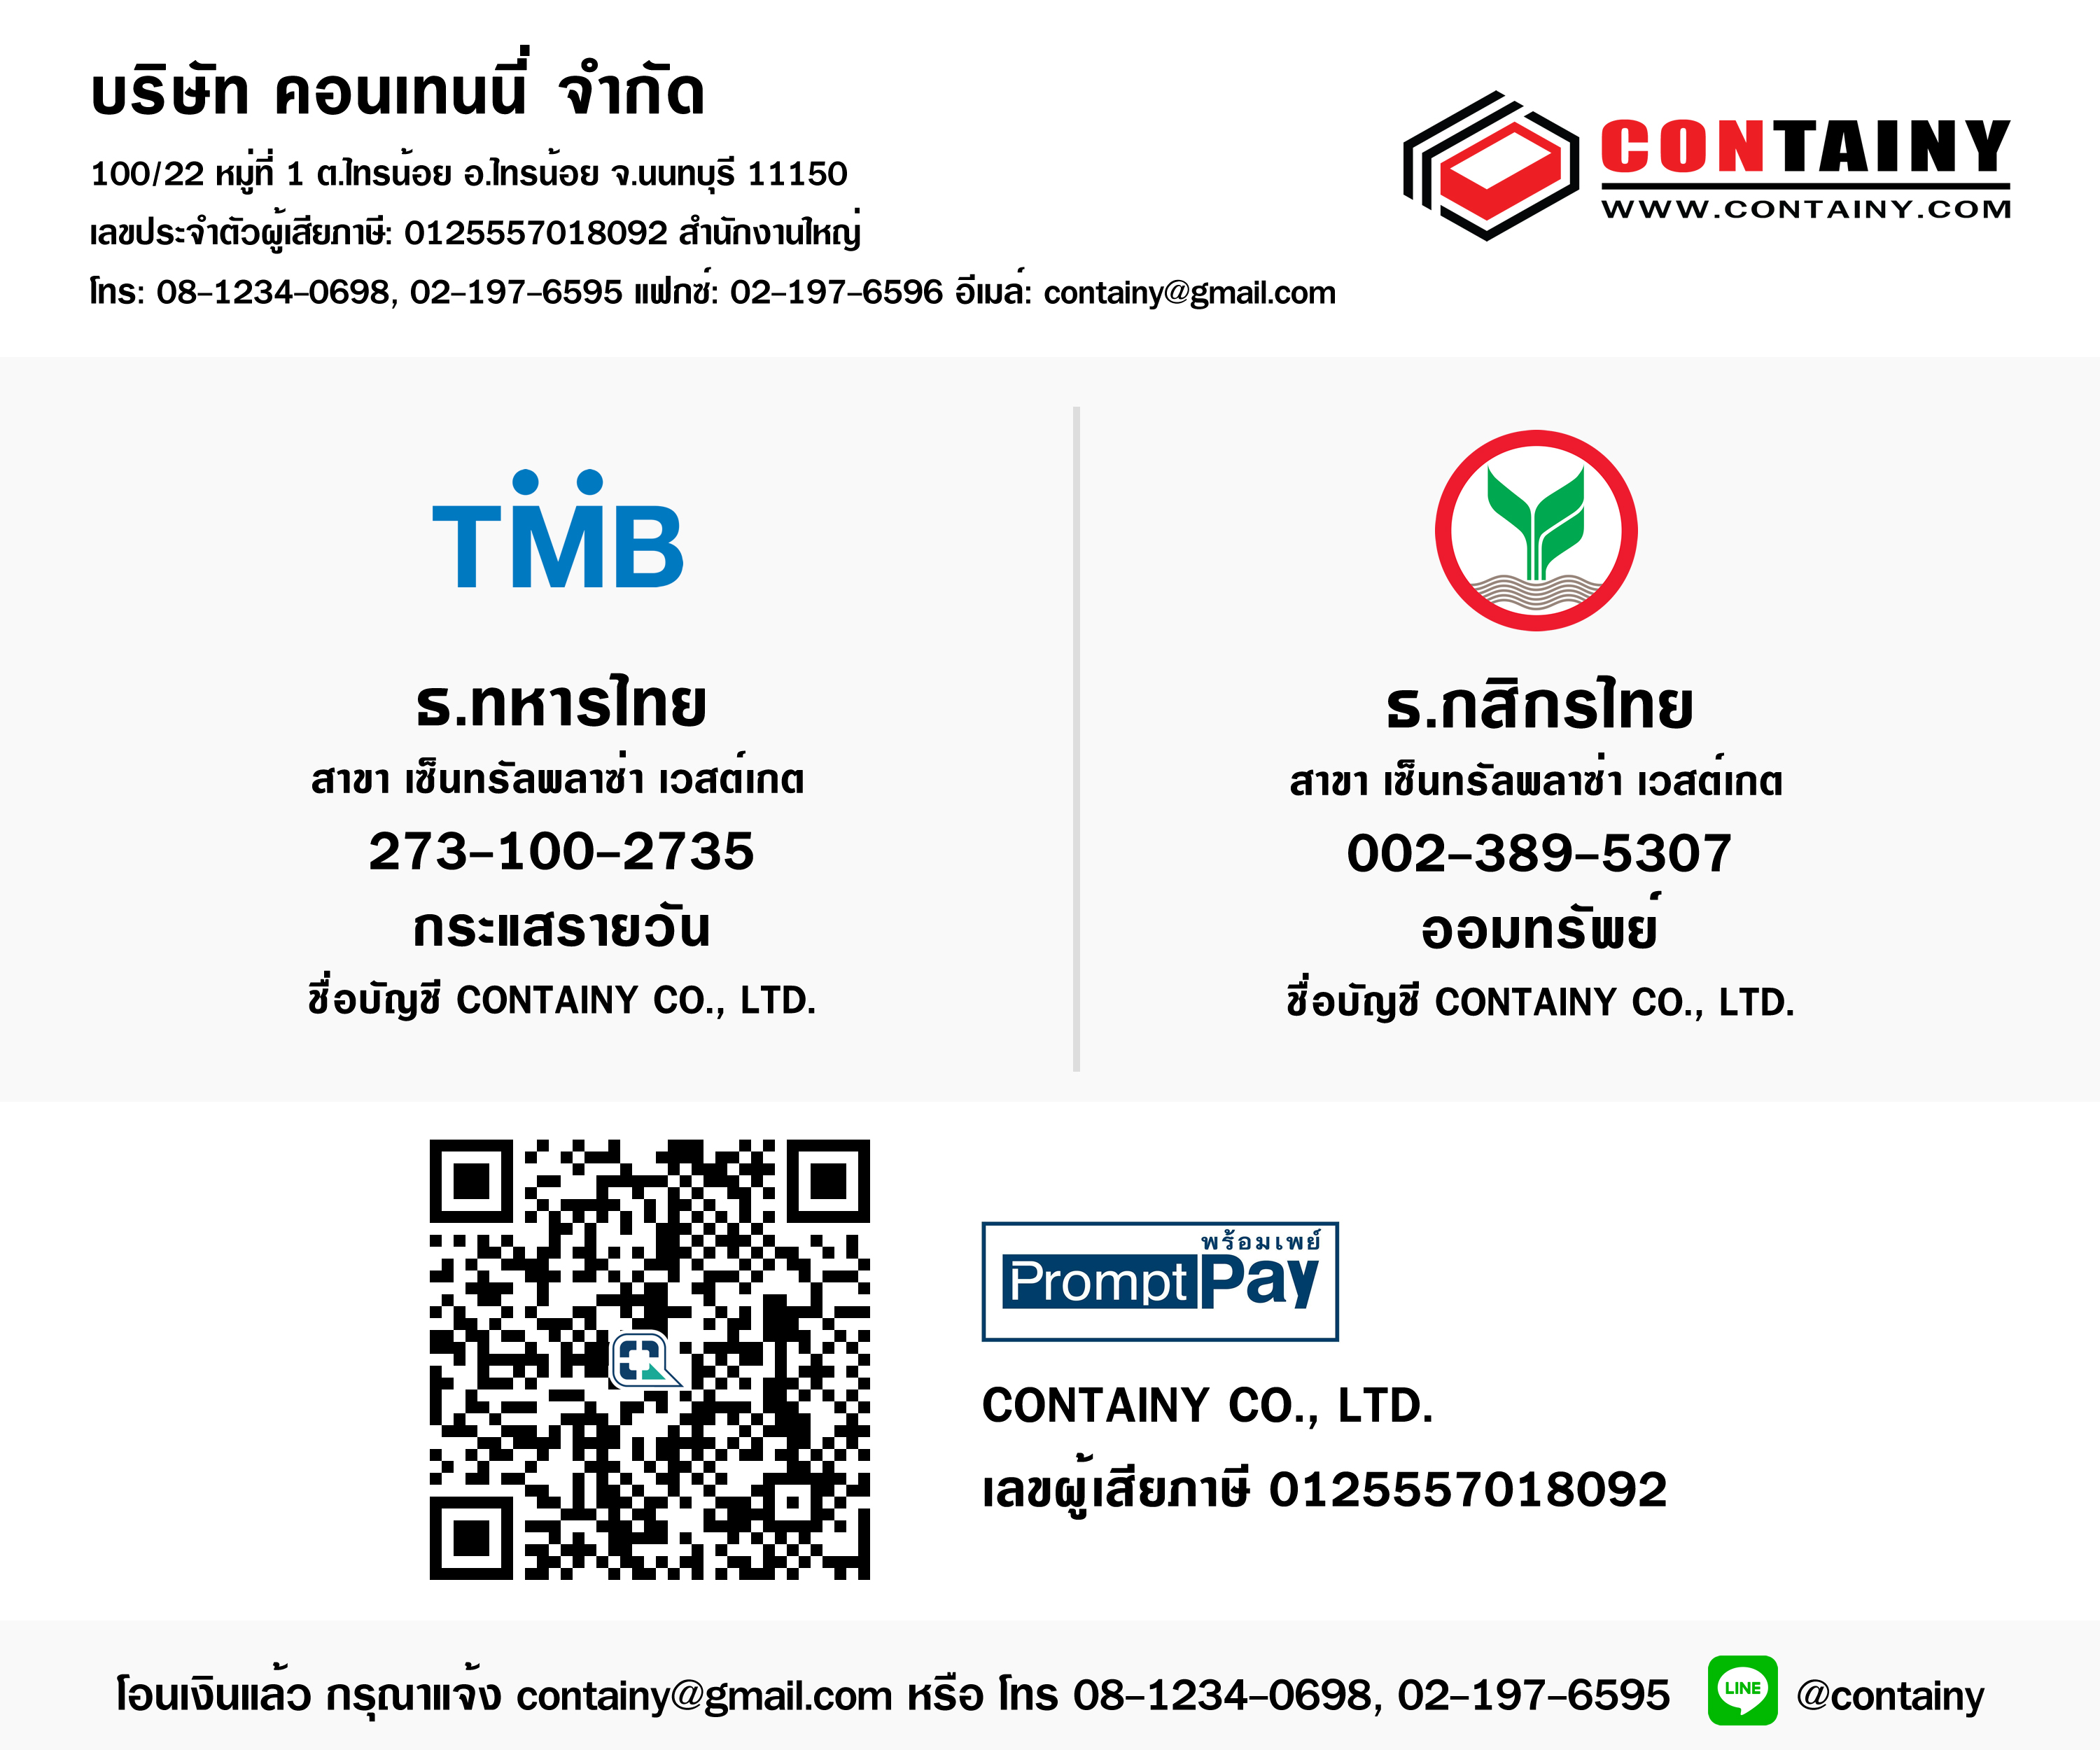 บริษัท คอนเทนนี่ จำกัด
100/22 หมู่ที่ 1 ต.ไทรน้อย อ.ไทรน้อย จ.นนทบุรี 11150
เลขประจำตัวผู้เสียภาษี: 0125557018092 สำนักงานใหญ่
โทร: 08-1234-0698, 02-197-6595 แฟกซ์: 02-197-6596 อีเมล์: containy@gmail.com
CONTAINY
WWW.CONTAINY.COM
TMB
ธ.ทหารไทย
สาขา เซ็นทรัลพลาซ่า เวสต์เกต
273-100-2735
กระแสรายวัน
ชื่อบัญชี CONTAINY CO., LTD.
ธ.กสิกรไทย
สาขา เซ็นทรัลพลาซ่า เวสต์เกต
002-389-5307
ออมทรัพย์
ชื่อบัญชี CONTAINY CO., LTD.
พร้อมเพย์
Prompt Pay
CONTAINY CO., LTD.
เลขผู้เสียภาษี 0125557018092
โอนเงินแล้ว กรุณาแจ้ง containy@gmail.com หรือ โทร 08-1234-0698, 02-197-6595 LINE @containy